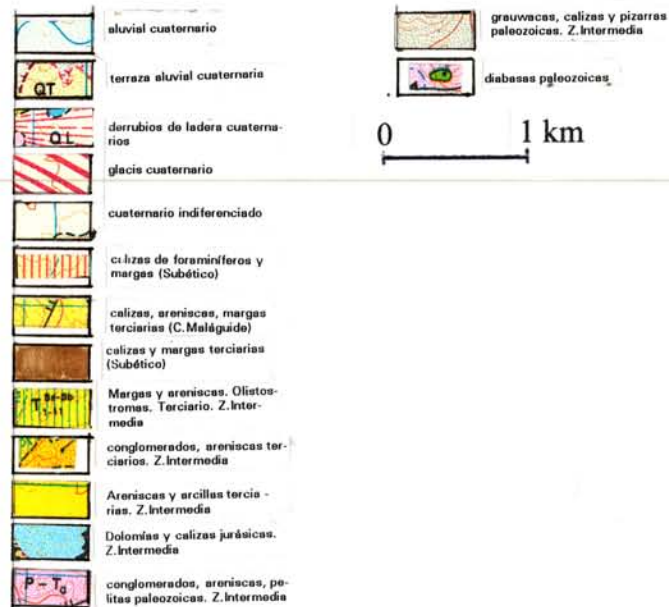 aluvial cuaternario
QT
terraza aluvial cuaternaria
QL
derrubios de ladera cuaterna-
rios
glacis cuaternario
cuaternario indiferenciado
calizas de foraminíferos y
margas (Subético)
calizas, areniscas, margas
terciarias (C.Maláguide)
calizas y margas terciarias
(Subético)
Margas y areniscas. Olistos-
tromas. Terciario. Z.Inter-
media
conglomerados, areniscas ter-
ciarios. Z.Intermedia
Areniscas y arcillas tercia -
rias. Z.Intermedia
Dolomías y calizas jurásicas.
Z.Intermedia
P-T
conglomerados, areniscas, pe-
litas paleozoicas. Z.Intermedia
grauwacas, calizas y pizarras
paleozoicas. Z.Intermedia
diabasas paleozoicas
0 1 km